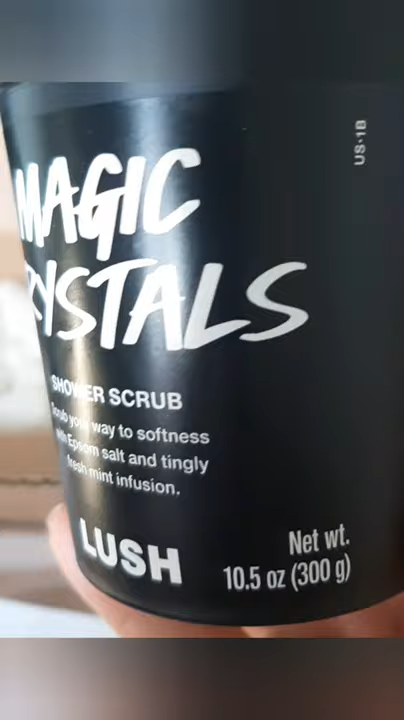 MAGIC
CRYSTALS
SHOWER SCRUB
Scrub your way to softness
with Epsom salt and tingly
fresh mint infusion.
LUSH
Net wt.
10.5 oz (300 g)
US-1B